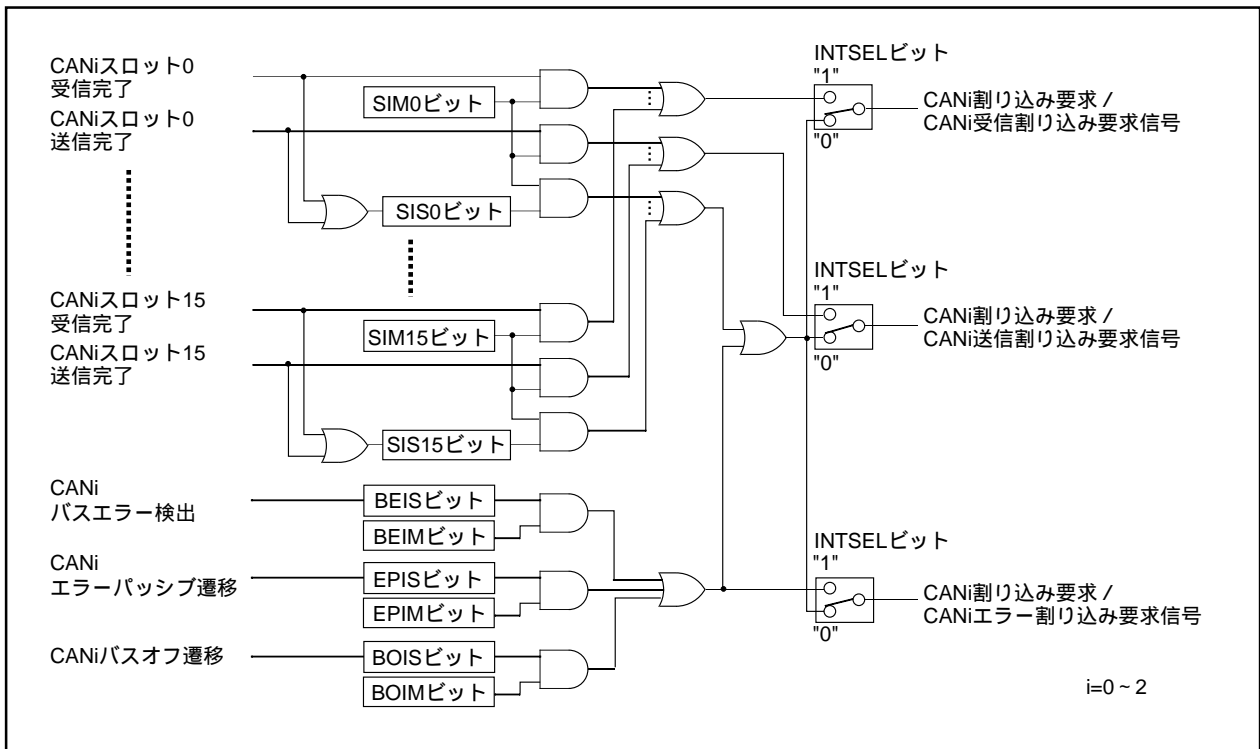 CANiスロット0
受信完了
CANiスロット0
送信完了
SIM0ビット
SIS0ビット
CANiスロット15
受信完了
CANiスロット15
送信完了
SIM15ビット
SIS15ビット
CANi
バスエラー検出
BEISビット
BEIMビット
CANi
エラーパッシブ遷移
EPISビット
EPIMビット
CANiバスオフ遷移
BOISビット
BOIMビット
INTSELビット
"1"
"0"
CANi割り込み要求 /
CANi受信割り込み要求信号
INTSELビット
"1"
"0"
CANi割り込み要求 /
CANi送信割り込み要求信号
INTSELビット
"1"
"0"
CANi割り込み要求 /
CANiエラー割り込み要求信号
i=0 ~ 2